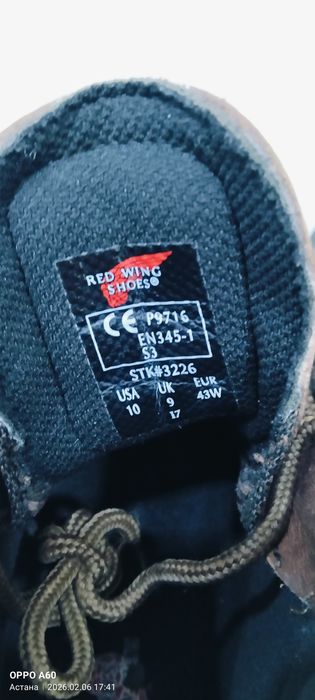 RED WING
SHOES®
CE P9716
EN345-1
S3
STK#3226
USA UK EUR
10 9 43W
17
OPPO A60
Астана | 2026.02.06 17:41